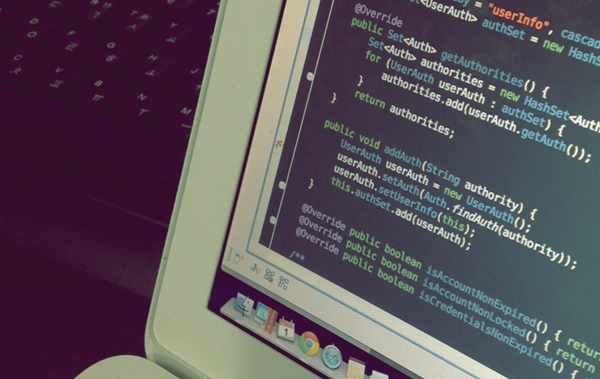 = "userInfo", cascad
<UserAuth> authSet = new HashS
@Override
public Set<Auth> getAuthorities() {
Set<Auth> authorities = new HashSet<Auth
for (UserAuth userAuth : authSet) {
authorities.add(userAuth.getAuth());
}
return authorities;
}
public void addAuth(String authority) {
UserAuth userAuth = new UserAuth();
userAuth.setAuth(Auth.findAuth(authority));
userAuth.setUserInfo(this);
this.authSet.add(userAuth);
}
@Override public boolean isAccountNonExpired() { return
@Override public boolean isAccountNonLocked() { return
@Override public boolean isCredentialsNonExpired() { retur
/**
1